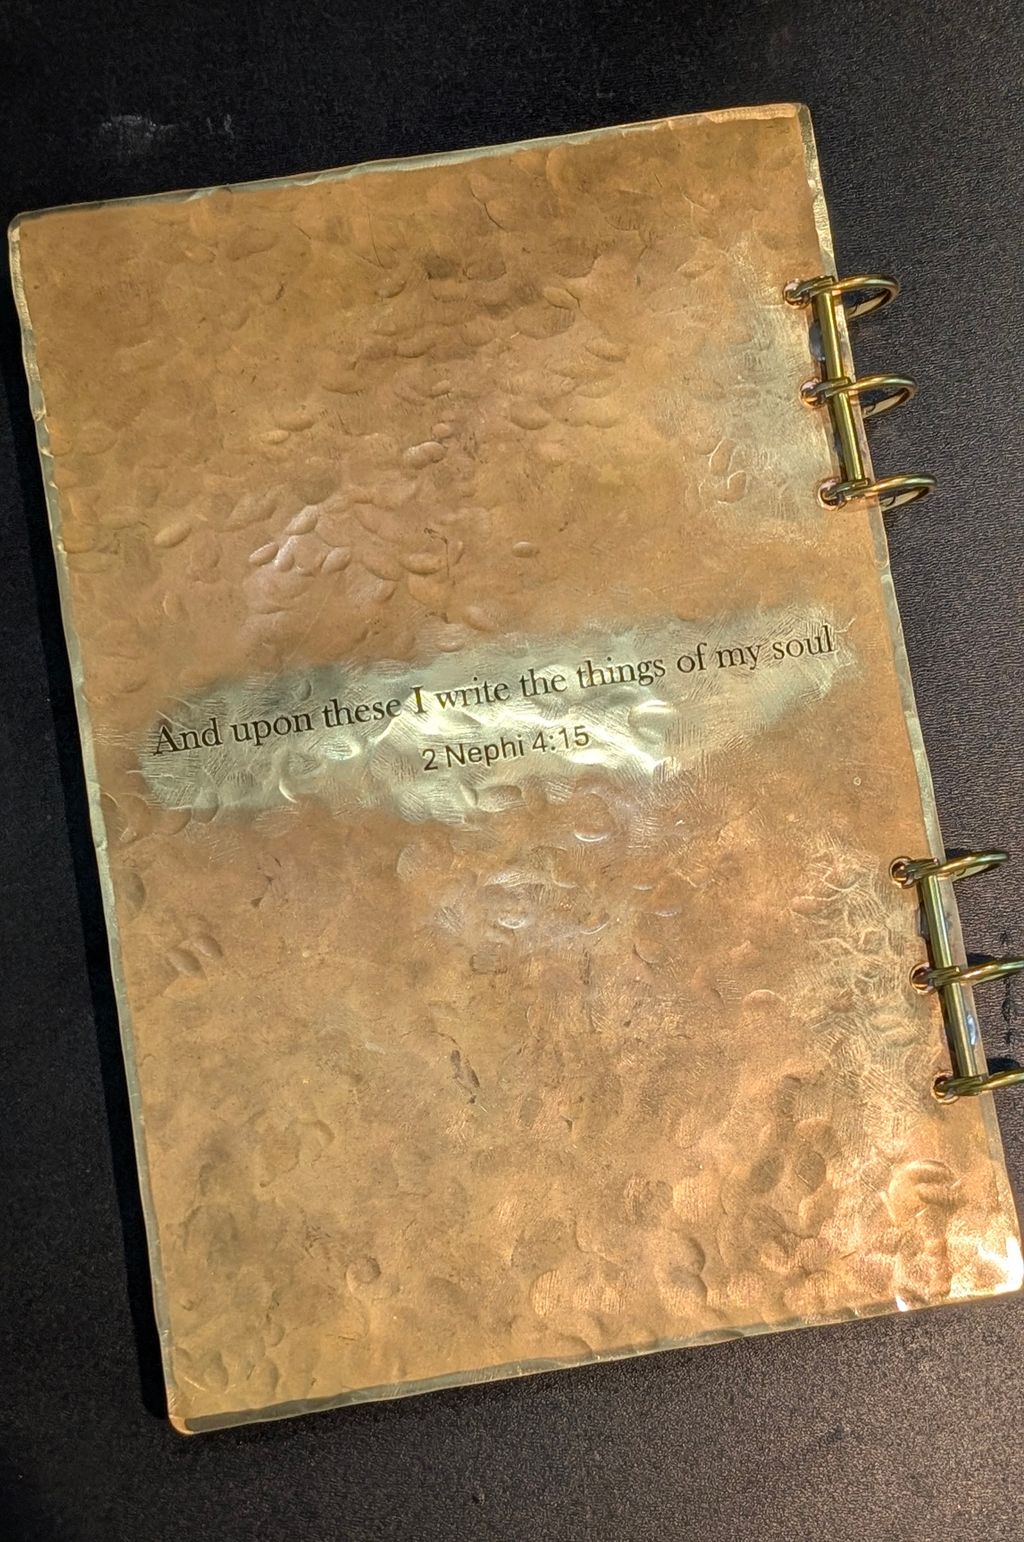 And upon these I write the things of my soul
2 Nephi 4:15